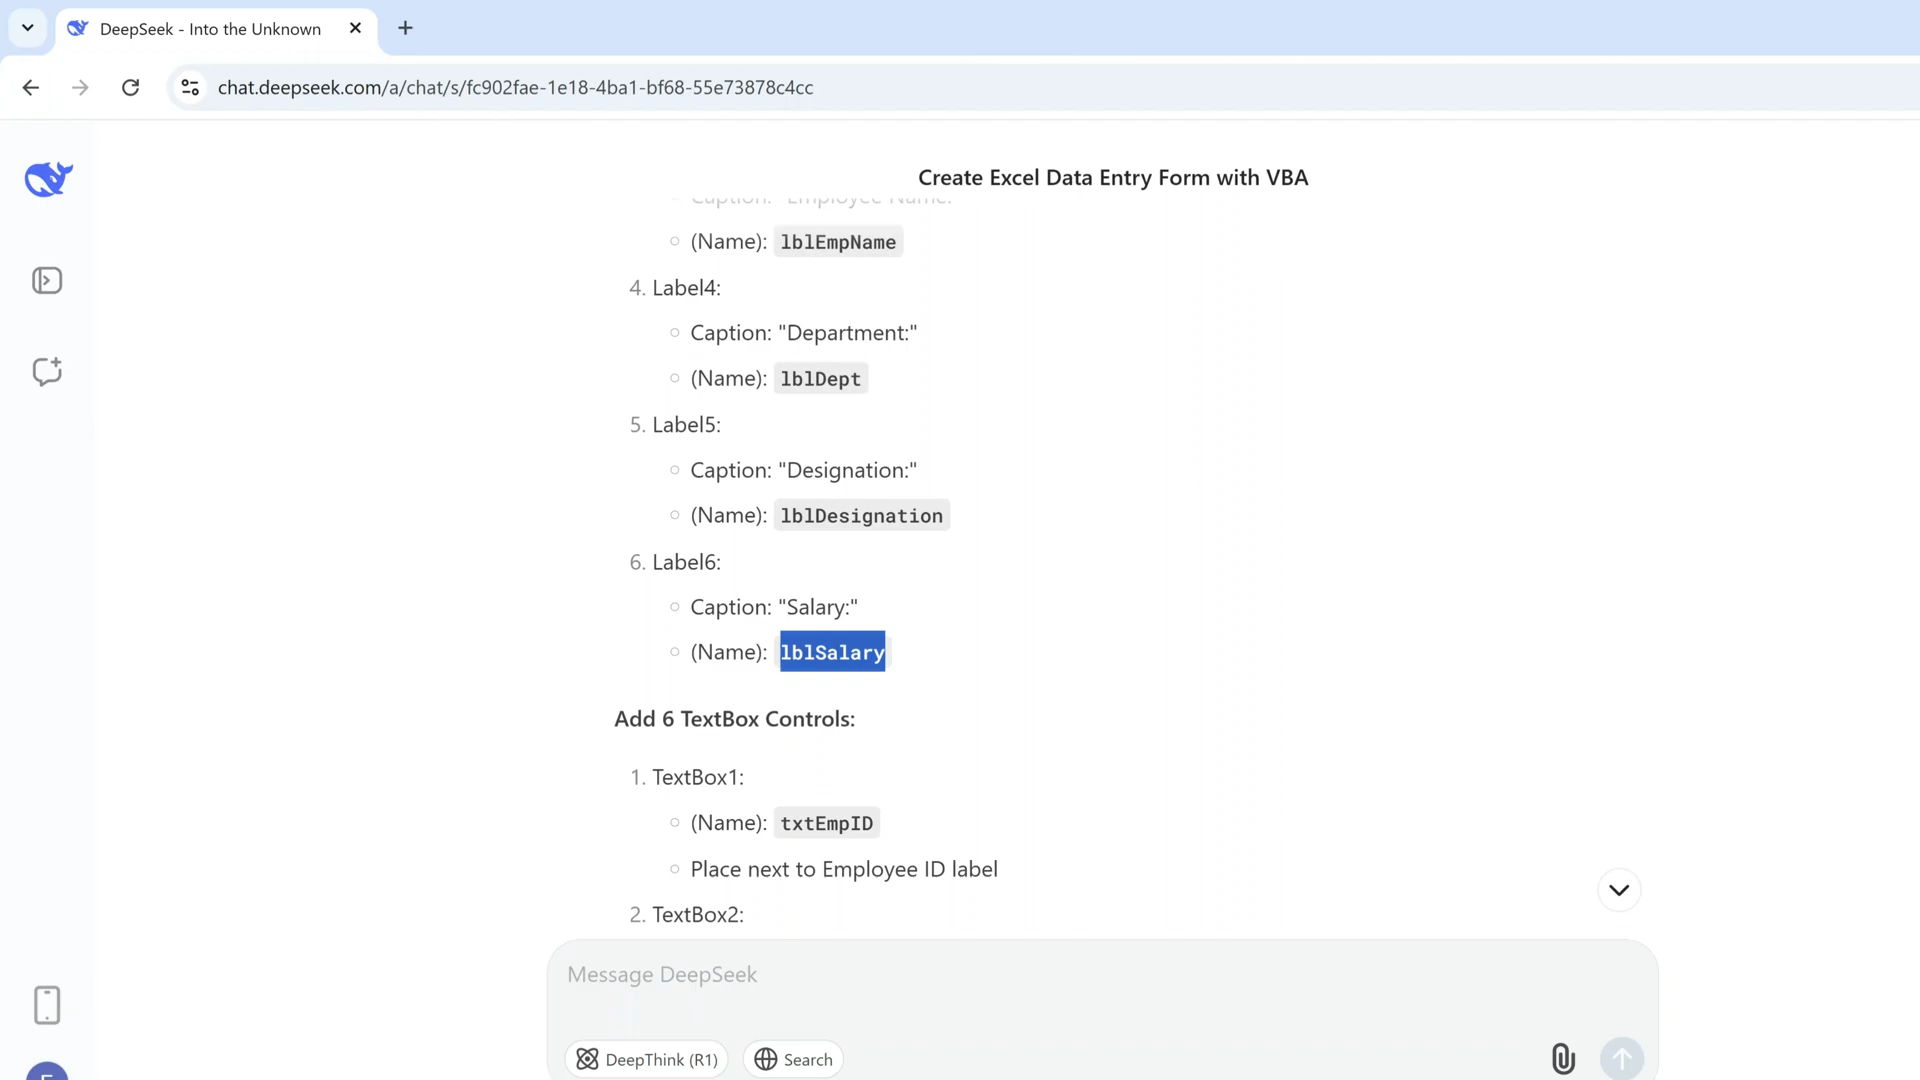 DeepSeek - Into the Unknown
chat.deepseek.com/a/chat/s/fc902fae-1e18-4ba1-bf68-55e73878c4cc
Create Excel Data Entry Form with VBA
Caption: "Employee Name:"
(Name): lblEmpName
4. Label4:
Caption: "Department:"
(Name): lblDept
5. Label5:
Caption: "Designation:"
(Name): lblDesignation
6. Label6:
Caption: "Salary:"
(Name): lblSalary
Add 6 TextBox Controls:
1. TextBox1:
(Name): txtEmpID
Place next to Employee ID label
2. TextBox2:
Message DeepSeek
DeepThink (R1)
Search